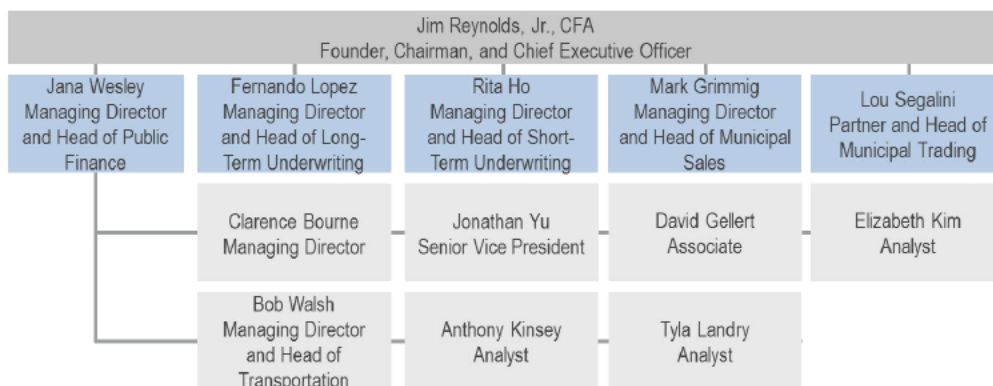 Jim Reynolds, Jr., CFA
Founder, Chairman, and Chief Executive Officer
Jana Wesley
Managing Director
and Head of Public
Finance
Fernando Lopez
Managing Director
and Head of Long-
Term Underwriting
Rita Ho
Managing Director
and Head of Short-
Term Underwriting
Mark Grimmig
Managing Director
and Head of Municipal
Sales
Lou Segalini
Partner and Head of
Municipal Trading
Clarence Bourne
Managing Director
Jonathan Yu
Senior Vice President
David Gellert
Associate
Elizabeth Kim
Analyst
Bob Walsh
Managing Director
and Head of
Transportation
Anthony Kinsey
Analyst
Tyla Landry
Analyst